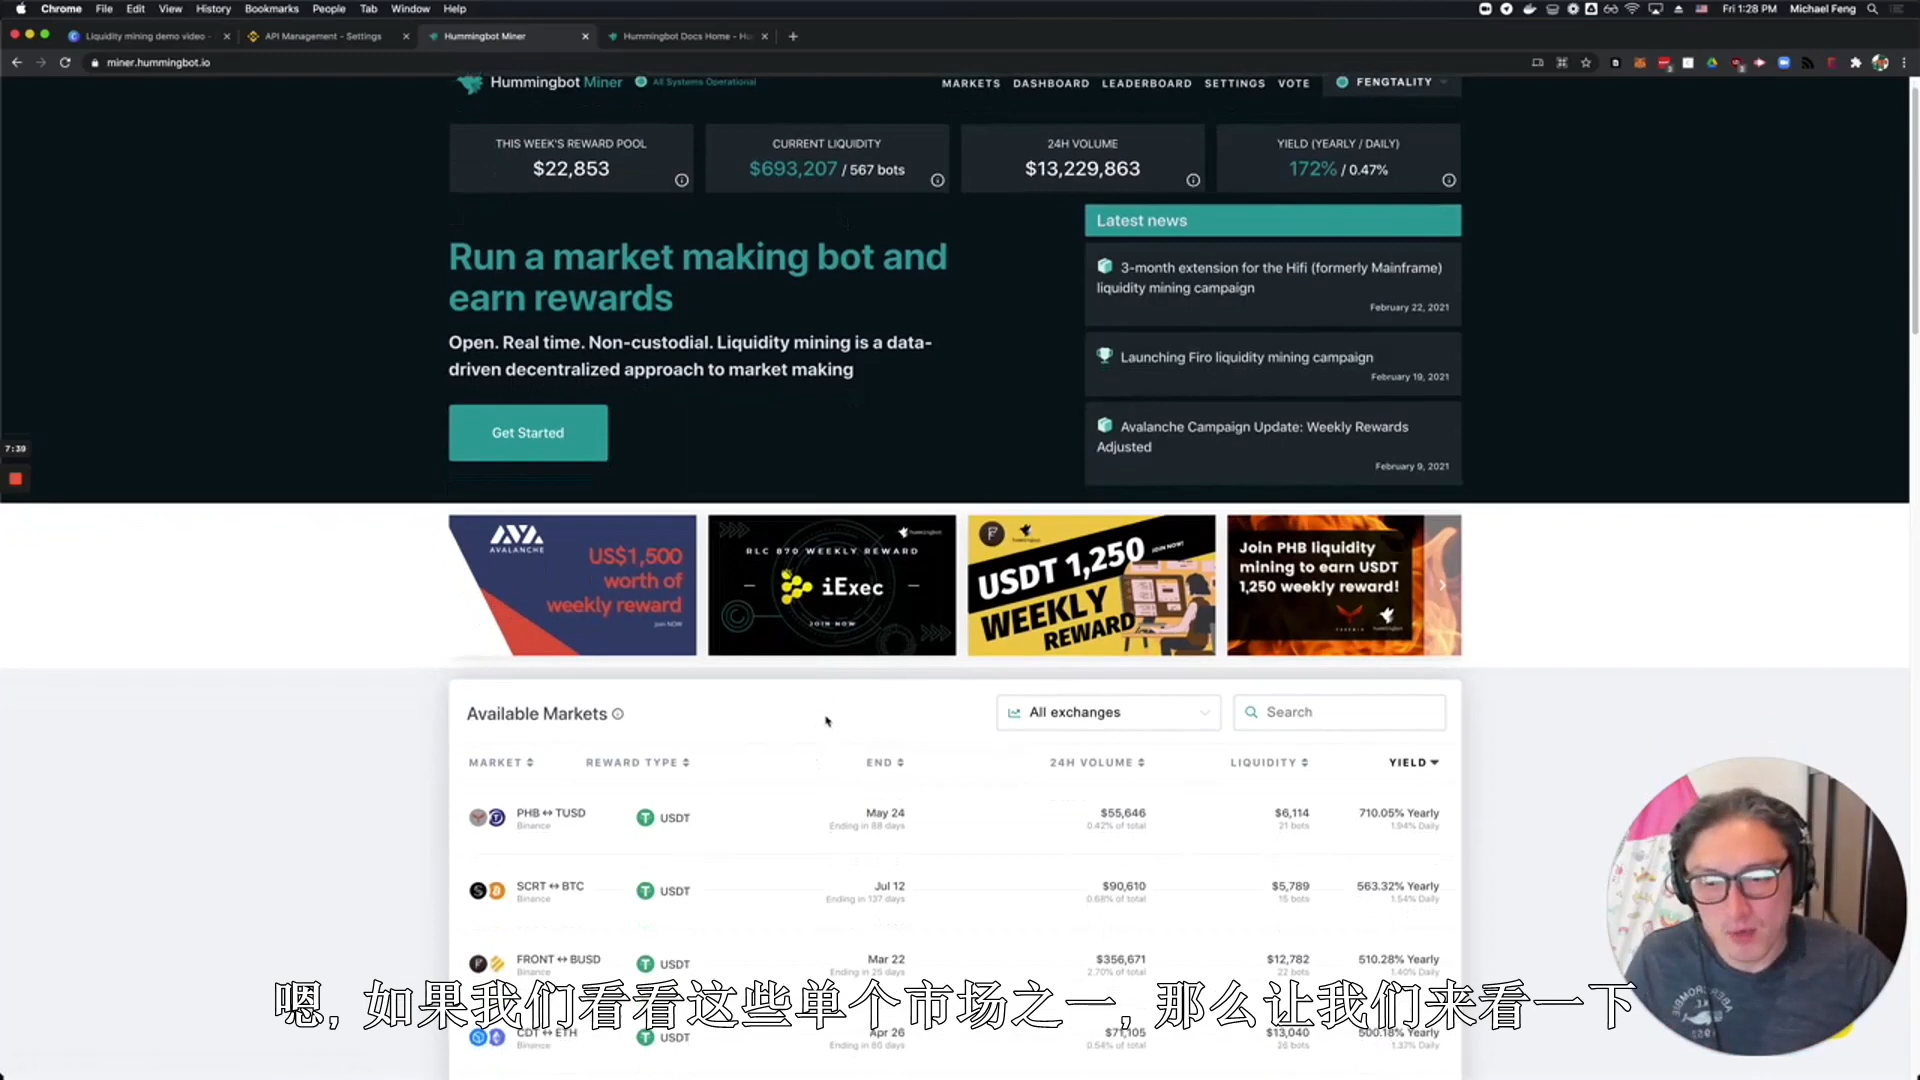 Chrome File Edit View History Bookmarks People Tab Window Help
Fri 1:28 PM Michael Feng
Liquidity mining demo video -
API Management - Settings
Hummingbot Miner
Hummingbot Docs Home - Hu
miner.hummingbot.io
Hummingbot Miner All Systems Operational
MARKETS DASHBOARD LEADERBOARD SETTINGS VOTE FENGTALITY
THIS WEEK'S REWARD POOL
$22,853
CURRENT LIQUIDITY
$693,207 / 567 bots
24H VOLUME
$13,229,863
YIELD (YEARLY / DAILY)
172% / 0.47%
Run a market making bot and
earn rewards
Open. Real time. Non-custodial. Liquidity mining is a data-
driven decentralized approach to market making
Get Started
Latest news
3-month extension for the Hifi (formerly Mainframe)
liquidity mining campaign
February 22, 2021
Launching Firo liquidity mining campaign
February 19, 2021
Avalanche Campaign Update: Weekly Rewards
Adjusted
February 9, 2021
7:39
AVALANCHE
US$1,500
worth of
weekly reward
Join NOW
hummingbot
RLC 870 WEEKLY REWARD
iExec
JOIN NOW
hummingbot
USDT 1,250
JOIN NOW!
WEEKLY
REWARD
Join PHB liquidity
mining to earn USDT
1,250 weekly reward!
hummingbot
Available Markets
All exchanges
Search
MARKET REWARD TYPE END 24H VOLUME LIQUIDITY YIELD
PHB ↔ TUSD USDT May 24 $55,646 $6,114 710.05% Yearly
Binance Ending in 88 days 0.42% of total 21 bots 1.94% Daily
SCRT ↔ BTC USDT Jul 12 $90,610 $5,789 563.32% Yearly
Binance Ending in 137 days 0.68% of total 15 bots 1.54% Daily
FRONT ↔ BUSD USDT Mar 22 $356,671 $12,782 510.28% Yearly
Binance Ending in 25 days 2.70% of total 22 bots 1.40% Daily
嗯, 如果我们看看这些单个市场之一, 那么让我们来看一下
CDT ↔ ETH USDT Apr 26 $71,105 $13,040 500.18% Yearly
Binance Ending in 60 days 0.54% of total 26 bots 1.37% Daily